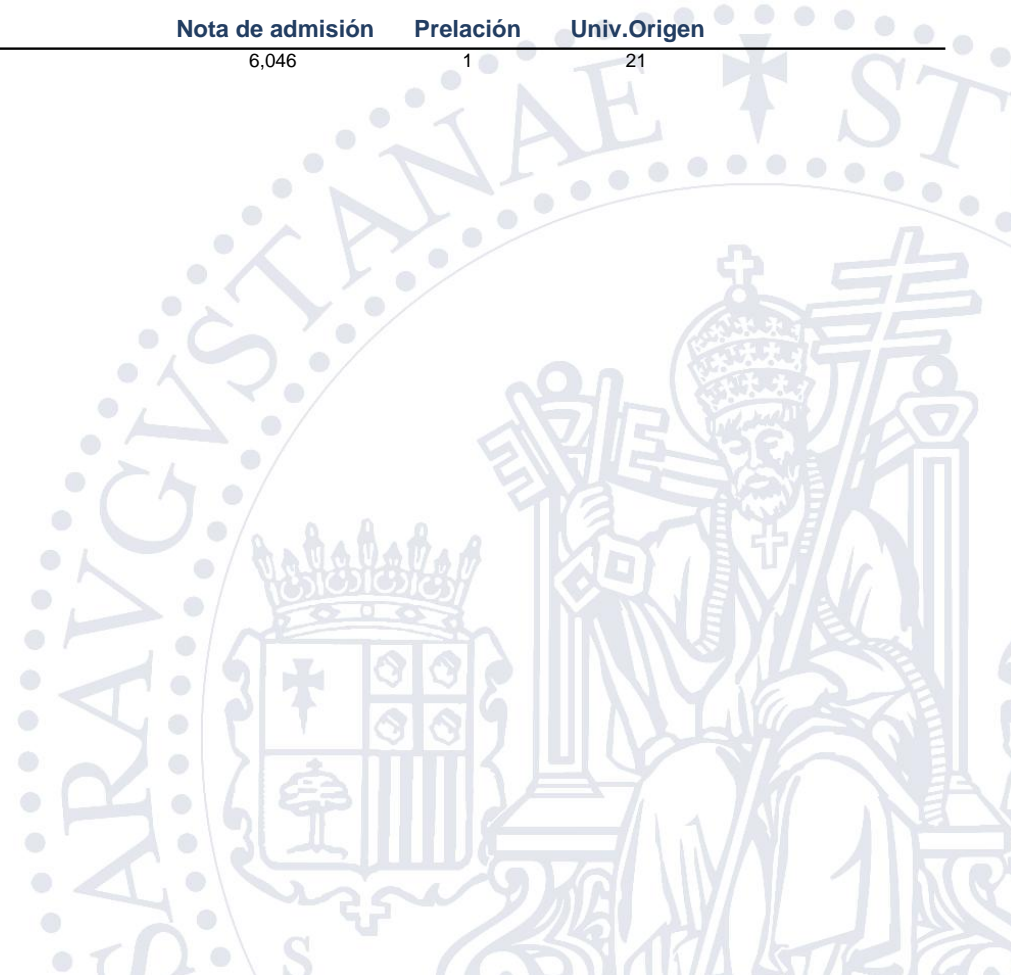 Nota de admisión Prelación Univ.Origen
6,046 1 21
SARAVGVSTANAE ST
S